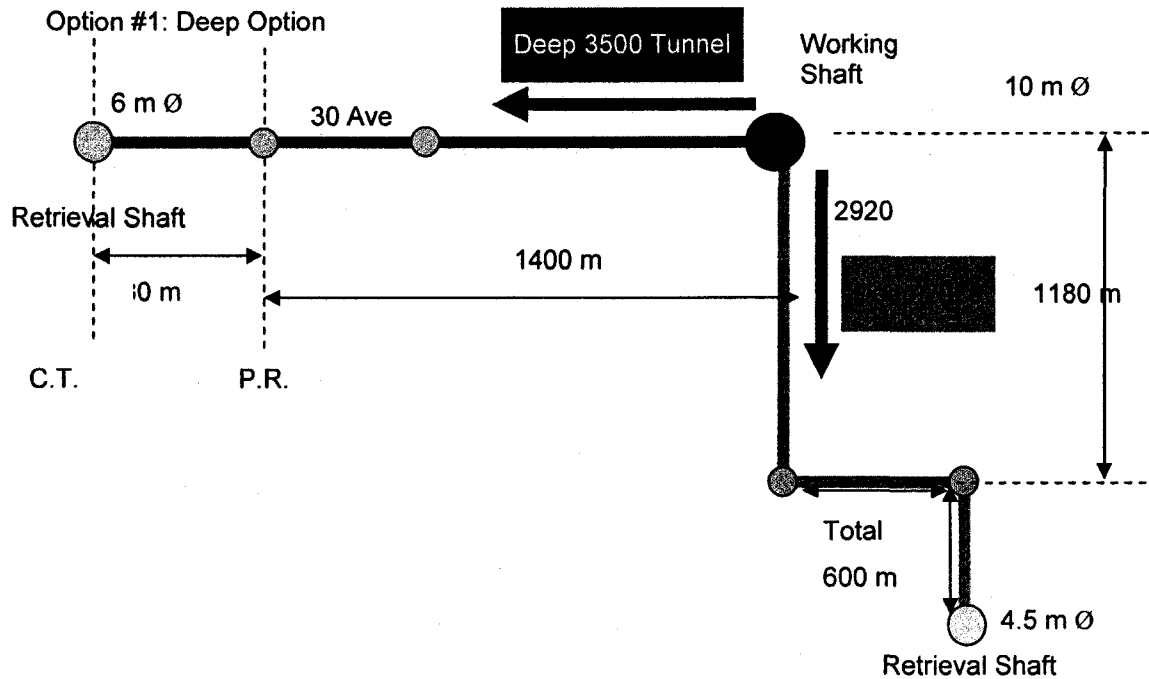 Option #1: Deep Option
Deep 3500 Tunnel
Working
Shaft
10 m Ø
6 m Ø
30 Ave
Retrieval Shaft
2920
0 m
1400 m
1180 m
C.T.
P.R.
Total
600 m
4.5 m Ø
Retrieval Shaft